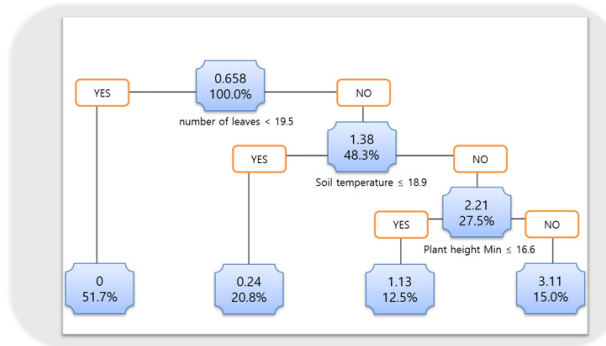 0.658
100.0%
YES
NO
number of leaves < 19.5
1.38
48.3%
YES
NO
Soil temperature ≤ 18.9
2.21
27.5%
YES
NO
Plant height Min ≤ 16.6
0
51.7%
0.24
20.8%
1.13
12.5%
3.11
15.0%